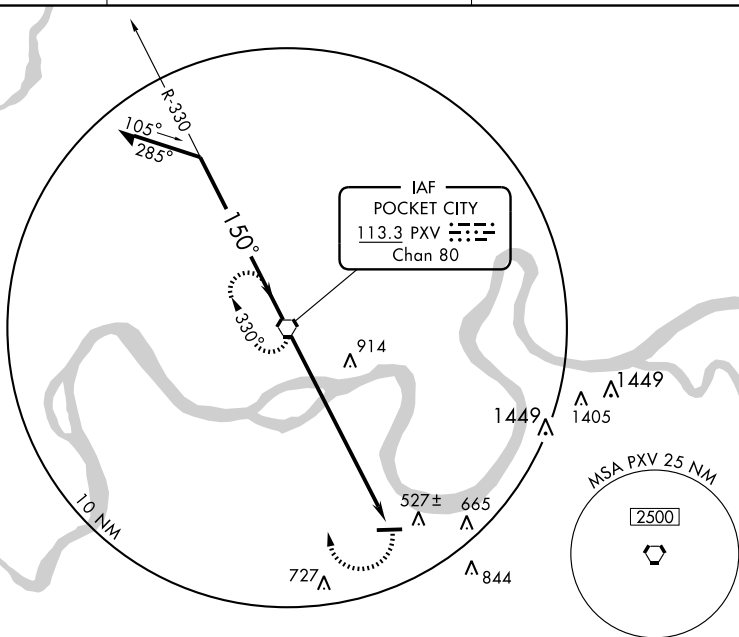 R-330
105°
285°
150°
IAF
POCKET CITY
113.3 PXV
Chan 80
330°
914
1449
1405
1449
MSA PXV 25 NM
2500
10 NM
527±
665
727
844